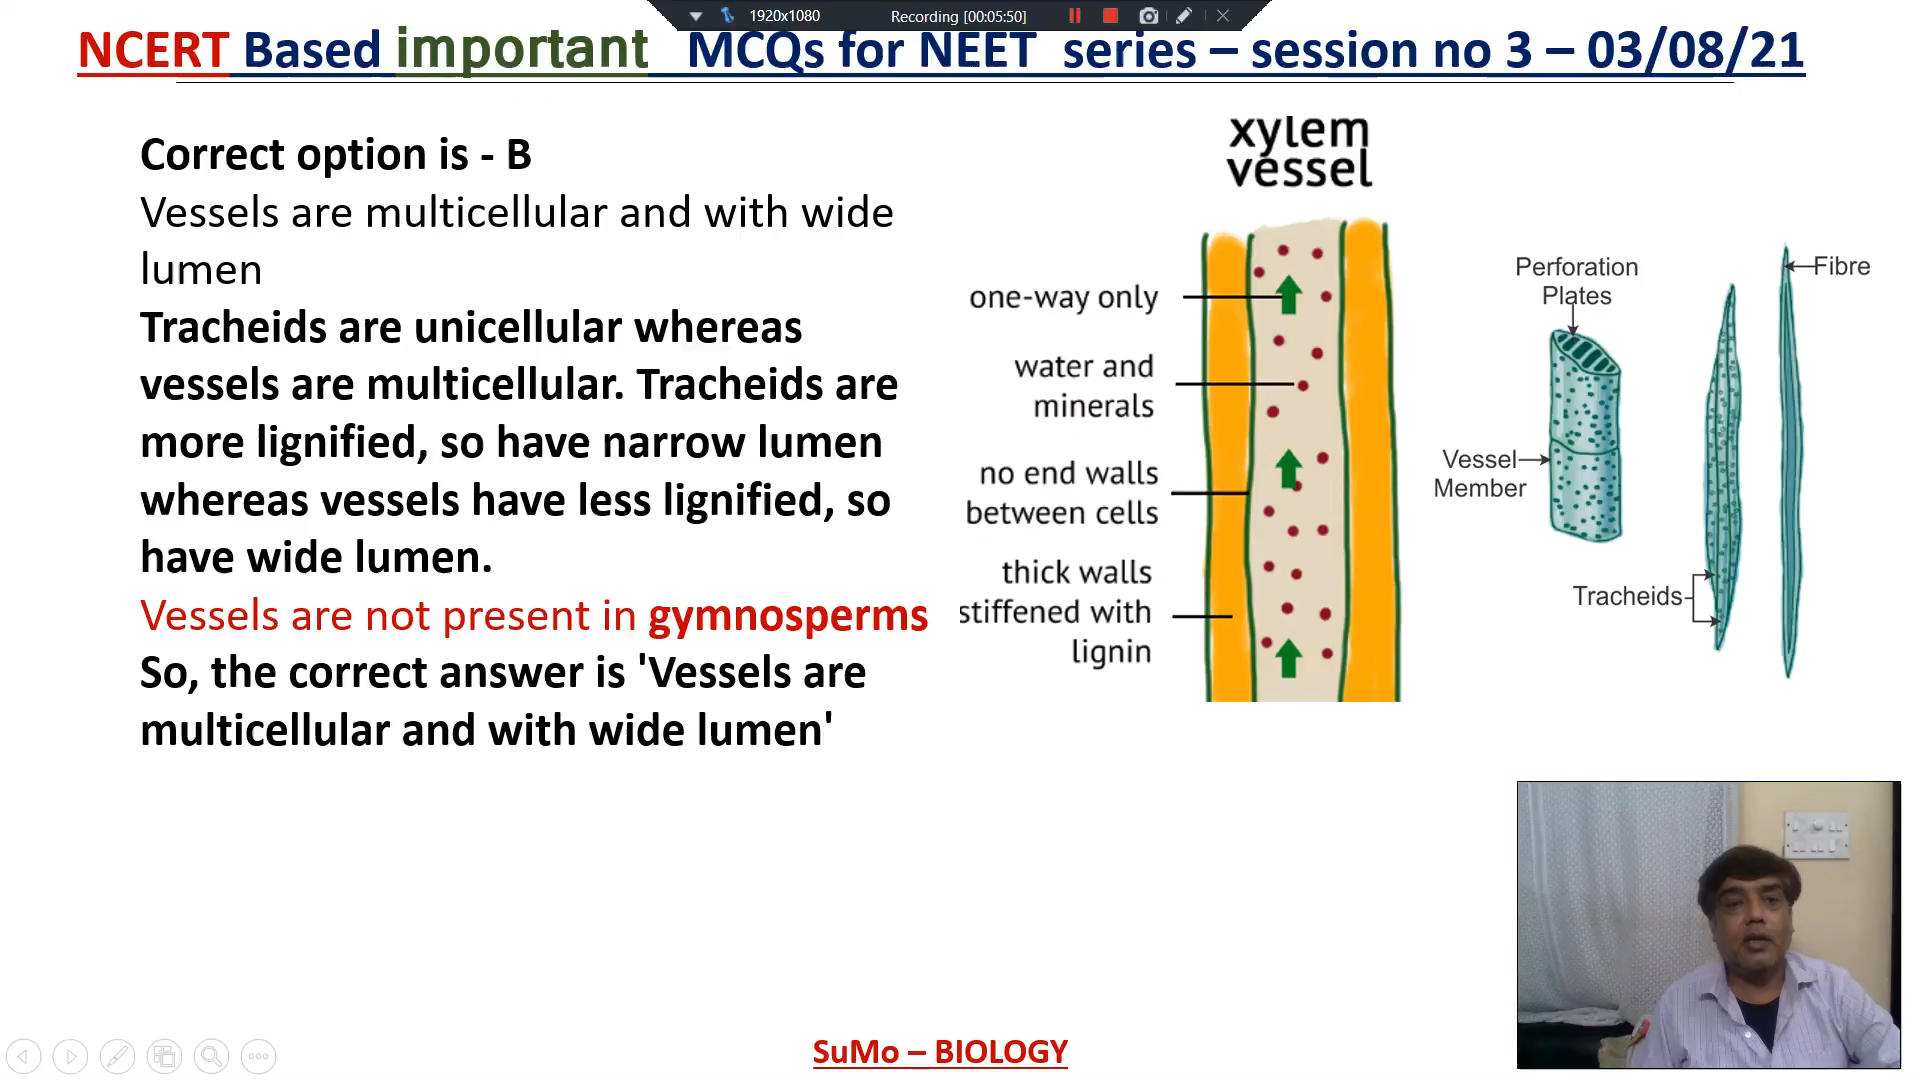 1920x1080 Recording [00:05:50]
NCERT Based important MCQs for NEET series – session no 3 – 03/08/21
Correct option is - B
Vessels are multicellular and with wide
lumen
Tracheids are unicellular whereas
vessels are multicellular. Tracheids are
more lignified, so have narrow lumen
whereas vessels have less lignified, so
have wide lumen.
Vessels are not present in gymnosperms
So, the correct answer is 'Vessels are
multicellular and with wide lumen'
xylem
vessel
one-way only
water and
minerals
no end walls
between cells
thick walls
stiffened with
lignin
Perforation
Plates
Fibre
Vessel
Member
Tracheids
SuMo – BIOLOGY